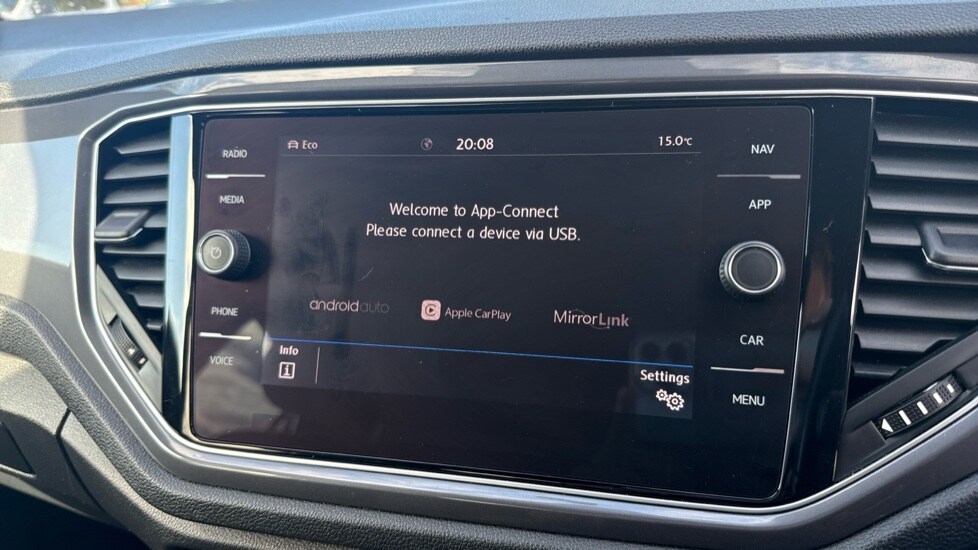 RADIO
MEDIA
PHONE
VOICE
Eco
20:08
15.0°C
Welcome to App-Connect
Please connect a device via USB.
androidauto
Apple CarPlay
MirrorLink
Info
i
Settings
NAV
APP
CAR
MENU